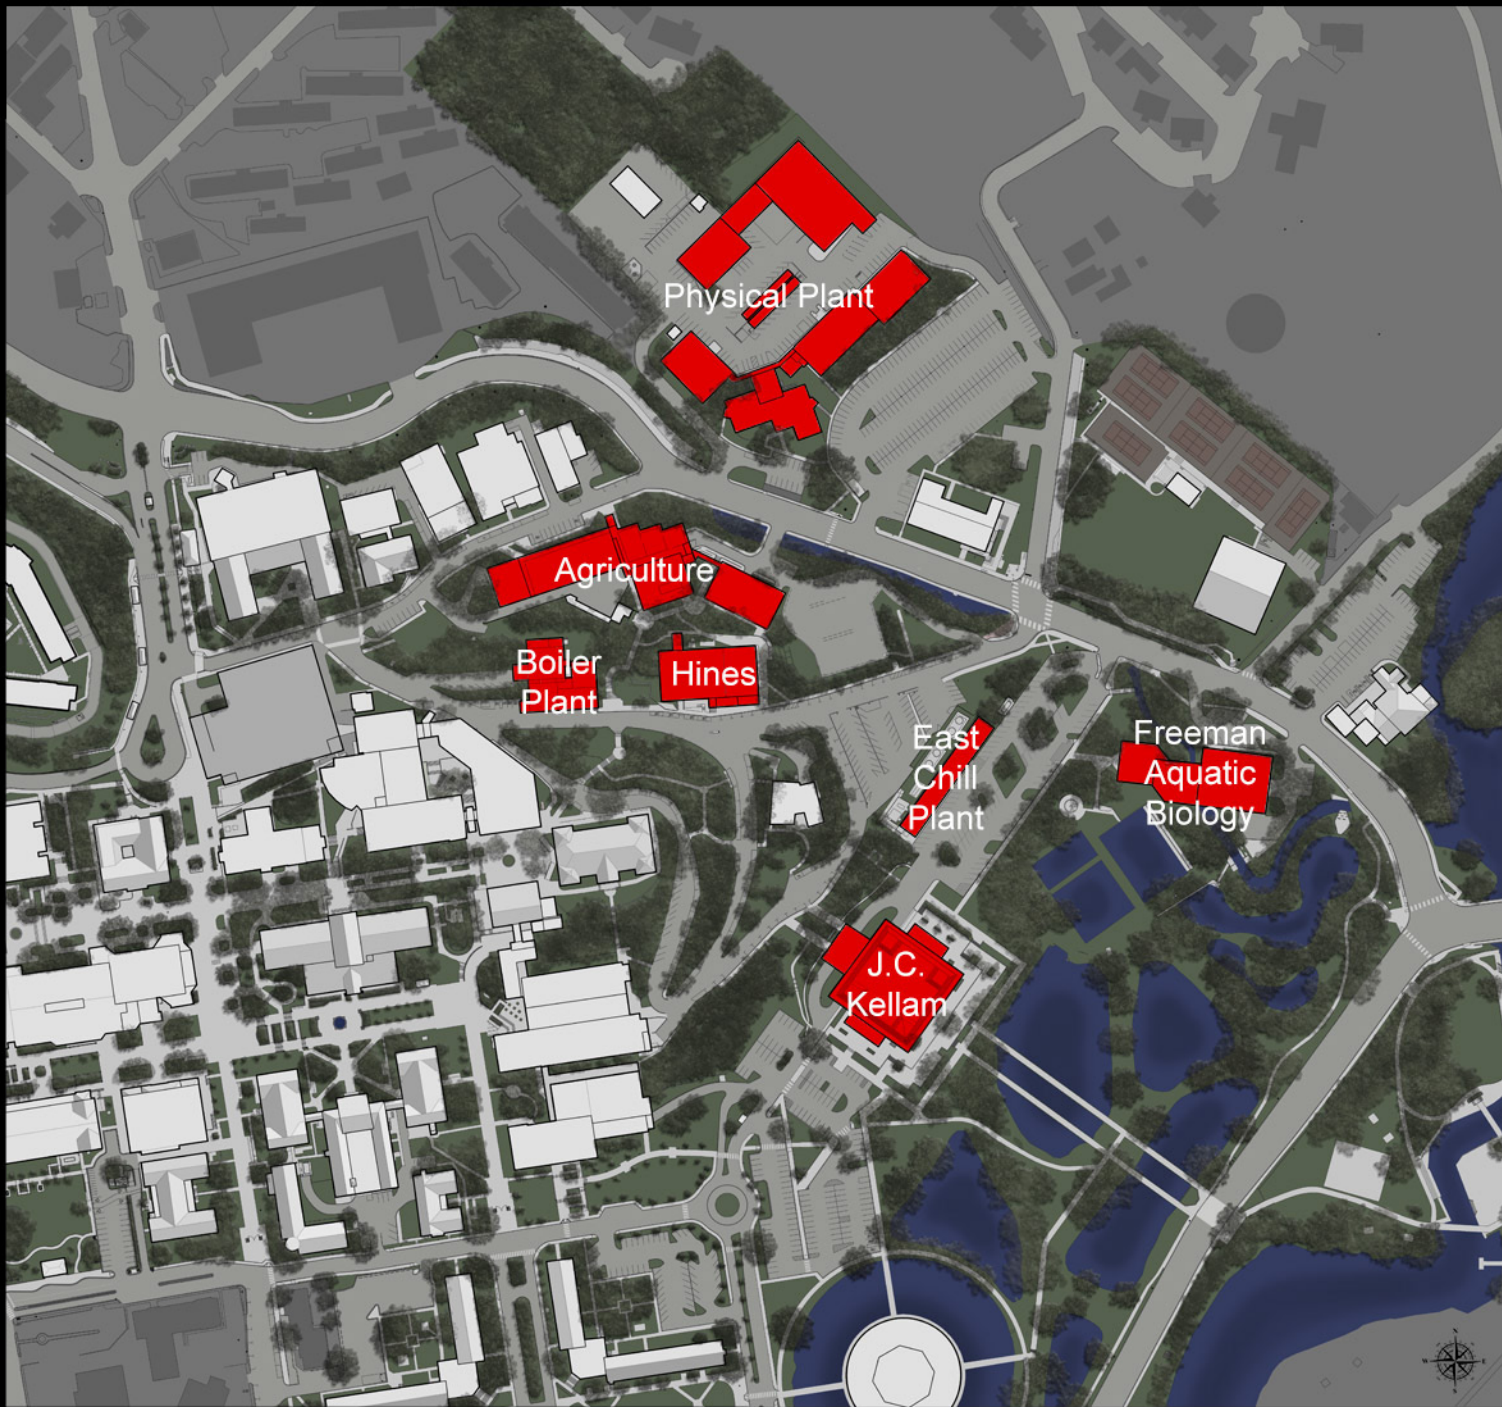 Physical Plant
Agriculture
Boiler
Plant
Hines
East
Chill
Plant
Freeman
Aquatic
Biology
J.C.
Kellam
N
W
E
S